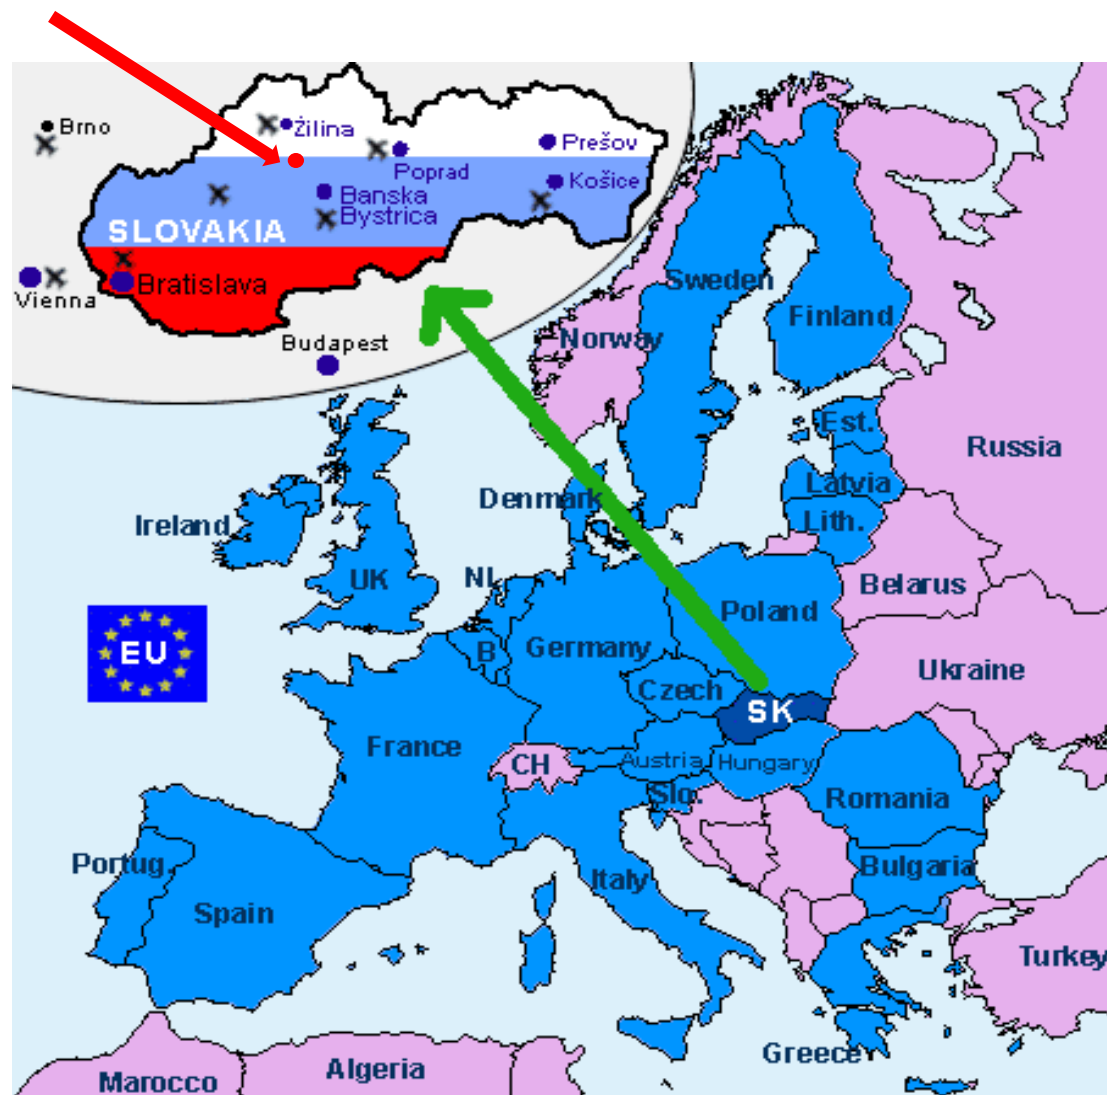 Brno
Žilina
Prešov
Poprad
Košice
Banska
Bystrica
SLOVAKIA
Bratislava
Vienna
Budapest
Sweden
Finland
Norway
Est.
Russia
Latvia
Denmark
Lith.
Ireland
UK
NL
Belarus
Poland
EU
B
Germany
Ukraine
Czech
SK
France
Austria
Hungary
CH
Slo.
Romania
Portug.
Italy
Bulgaria
Spain
Turkey
Greece
Algeria
Marocco